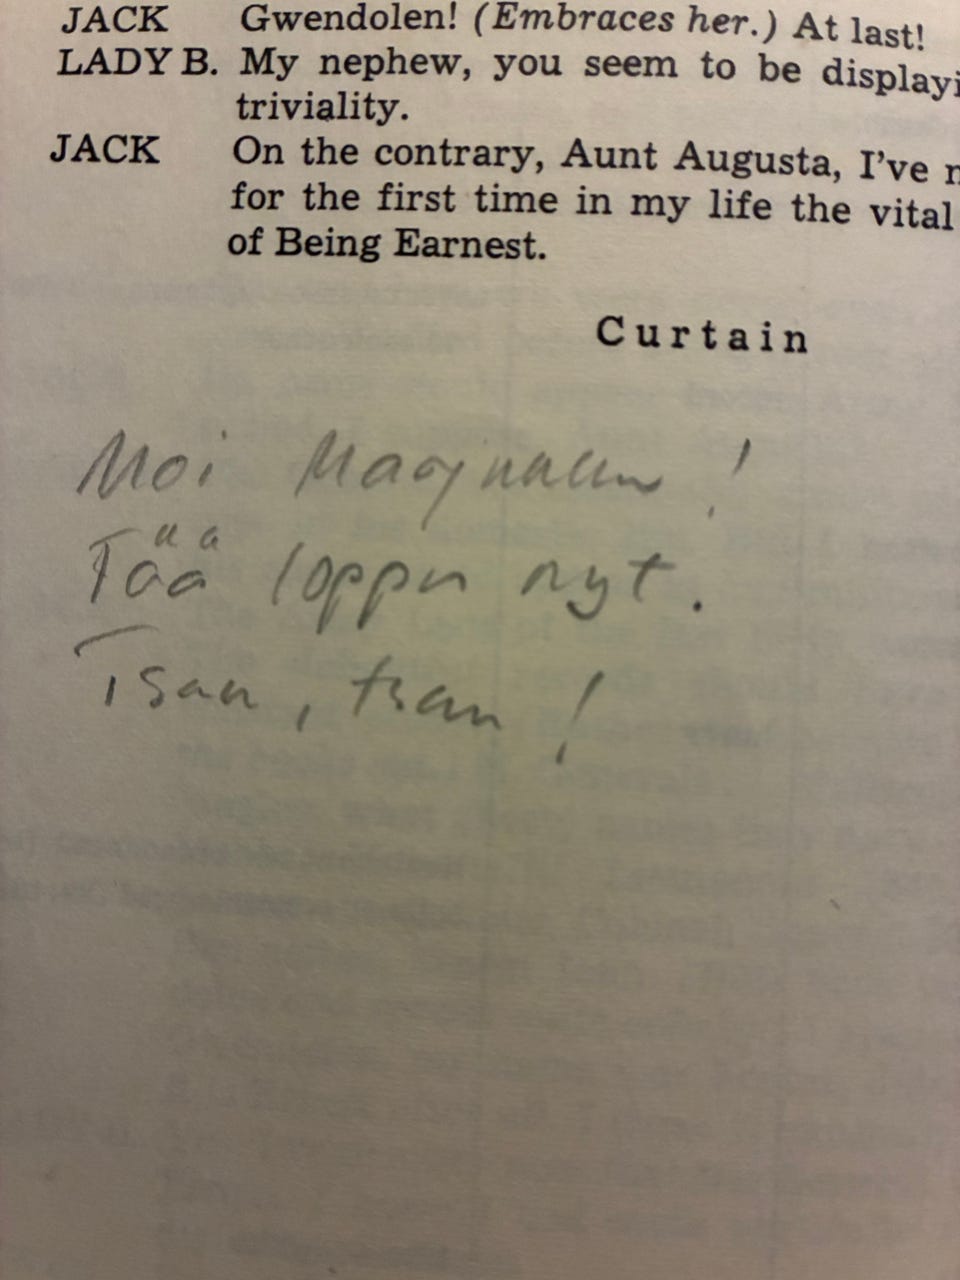 JACK Gwendolen! (Embraces her.) At last!
LADY B. My nephew, you seem to be displayi
triviality.
JACK On the contrary, Aunt Augusta, I've
for the first time in my life the vital
of Being Earnest.
Curtain
Moi !
Tää loppu nyt.
Tsau, tsau!